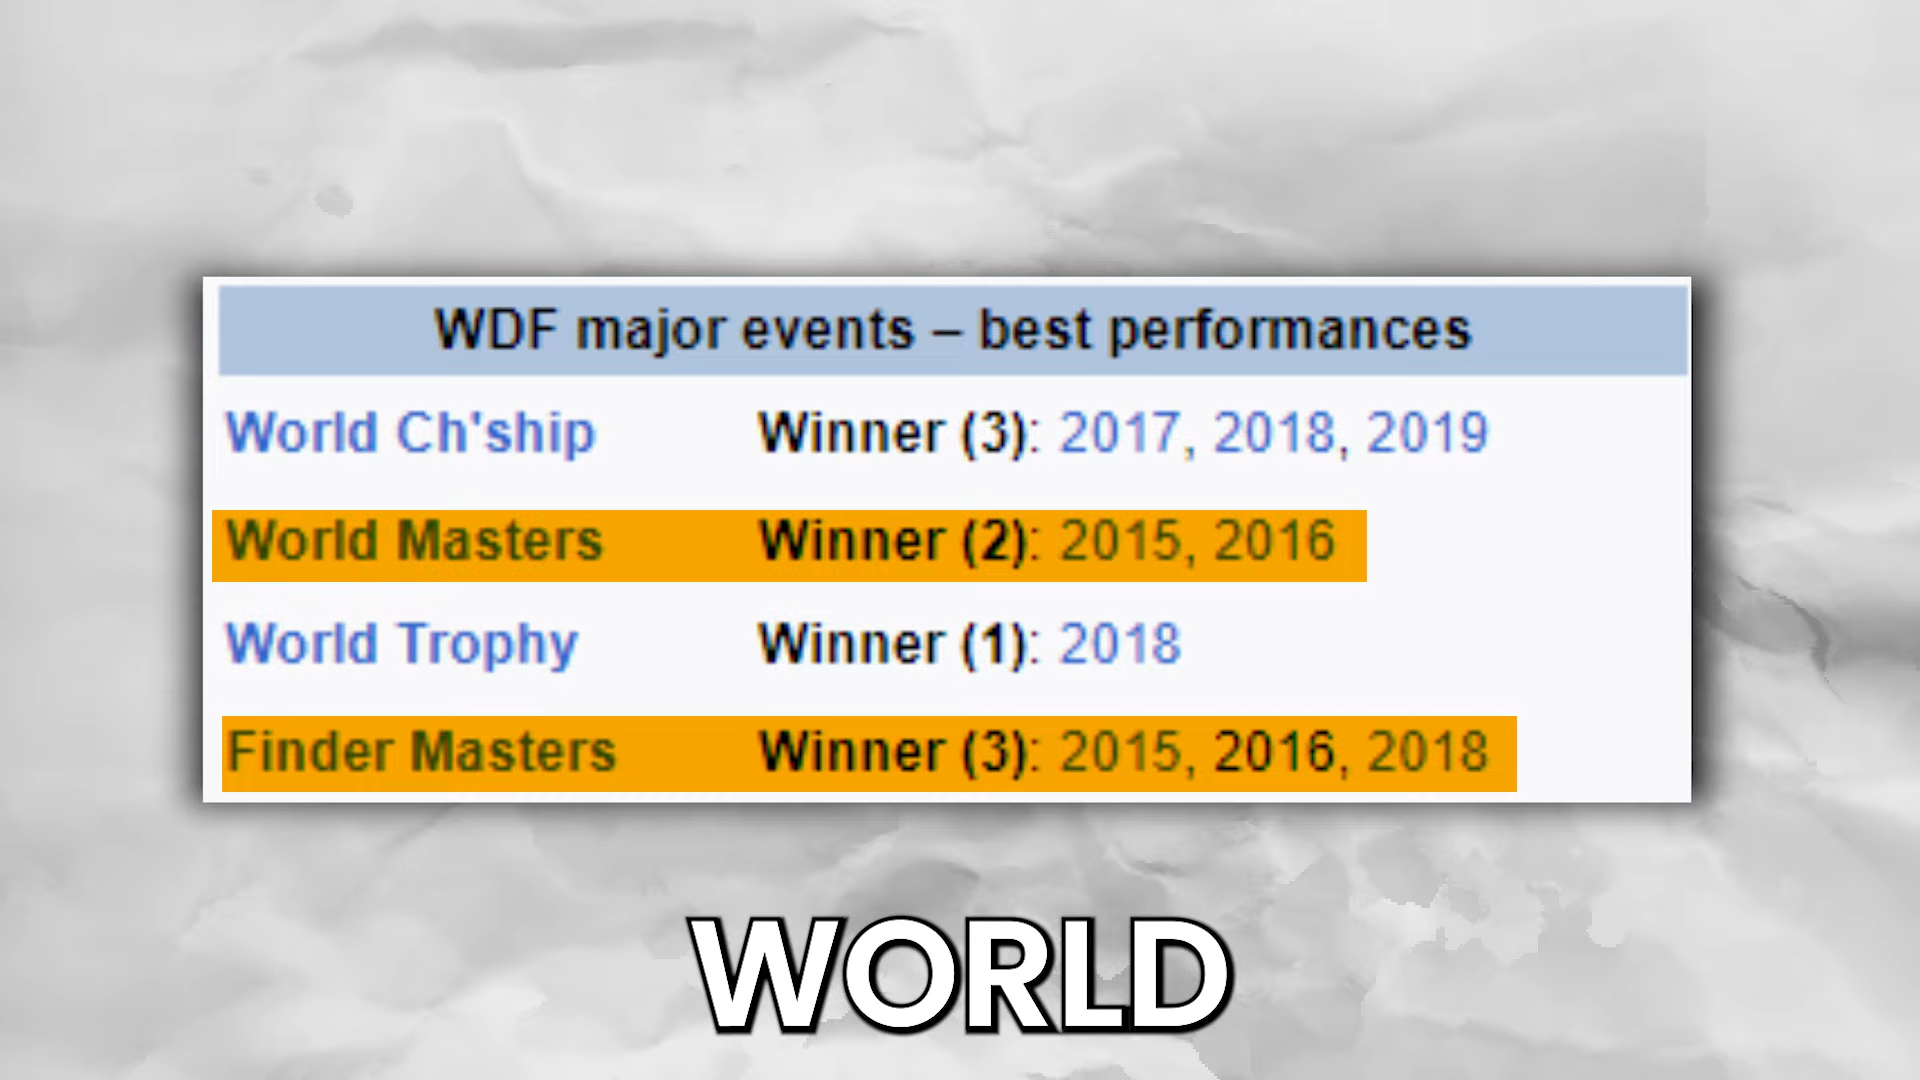 WDF major events – best performances
World Ch'ship Winner (3): 2017, 2018, 2019
World Masters Winner (2): 2015, 2016
World Trophy Winner (1): 2018
Finder Masters Winner (3): 2015, 2016, 2018
WORLD